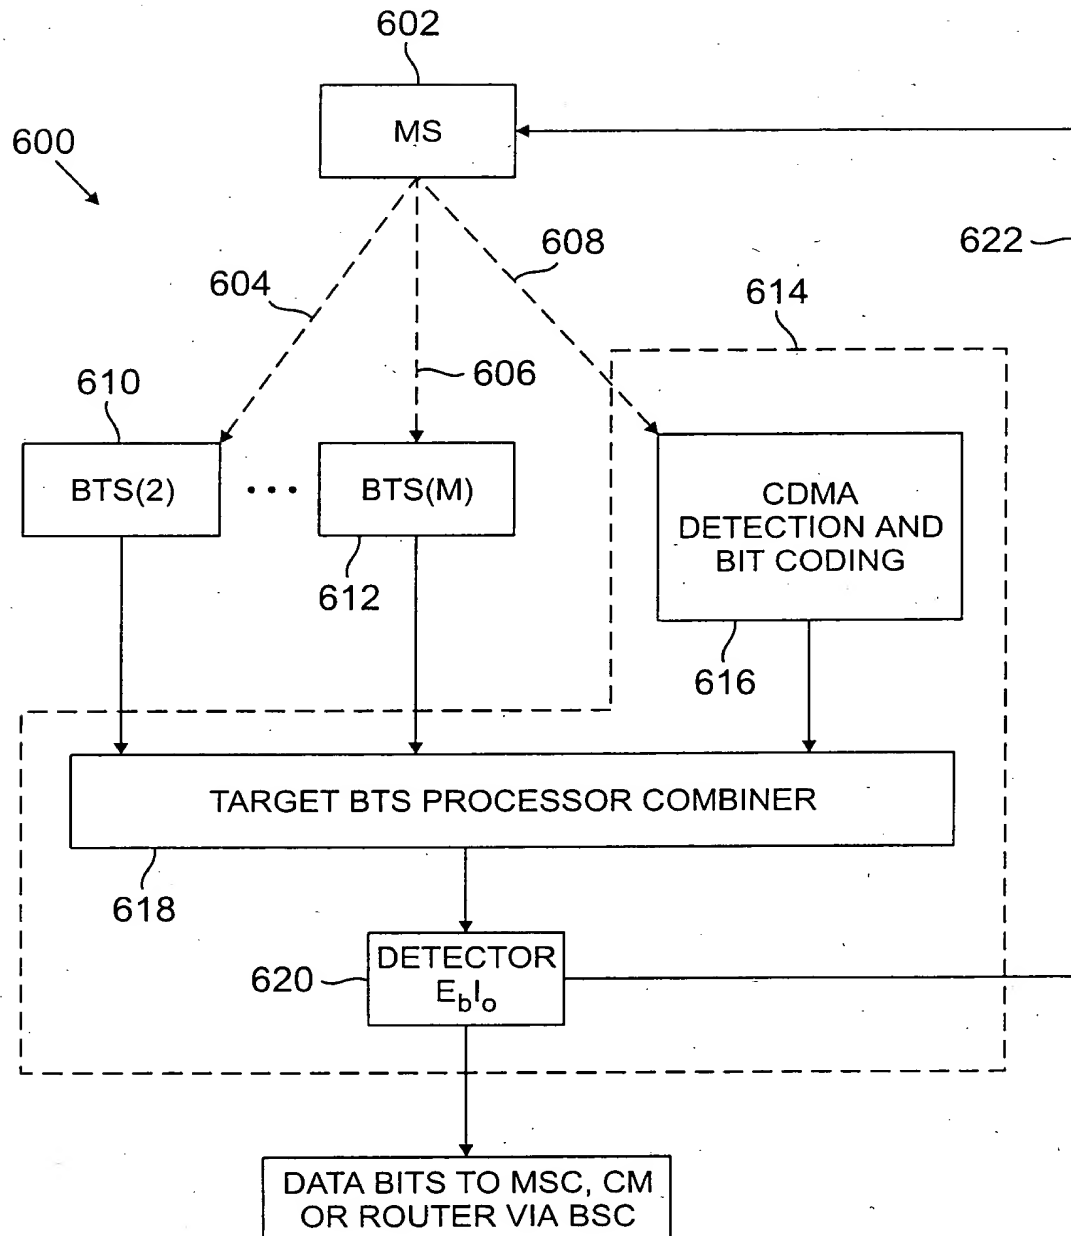 602
MS
600
622
608
604
614
606
610
BTS(2)
• • •
BTS(M)
CDMA
DETECTION AND
BIT CODING
612
616
TARGET BTS PROCESSOR COMBINER
618
DETECTOR
EbIo
620
DATA BITS TO MSC, CM
OR ROUTER VIA BSC